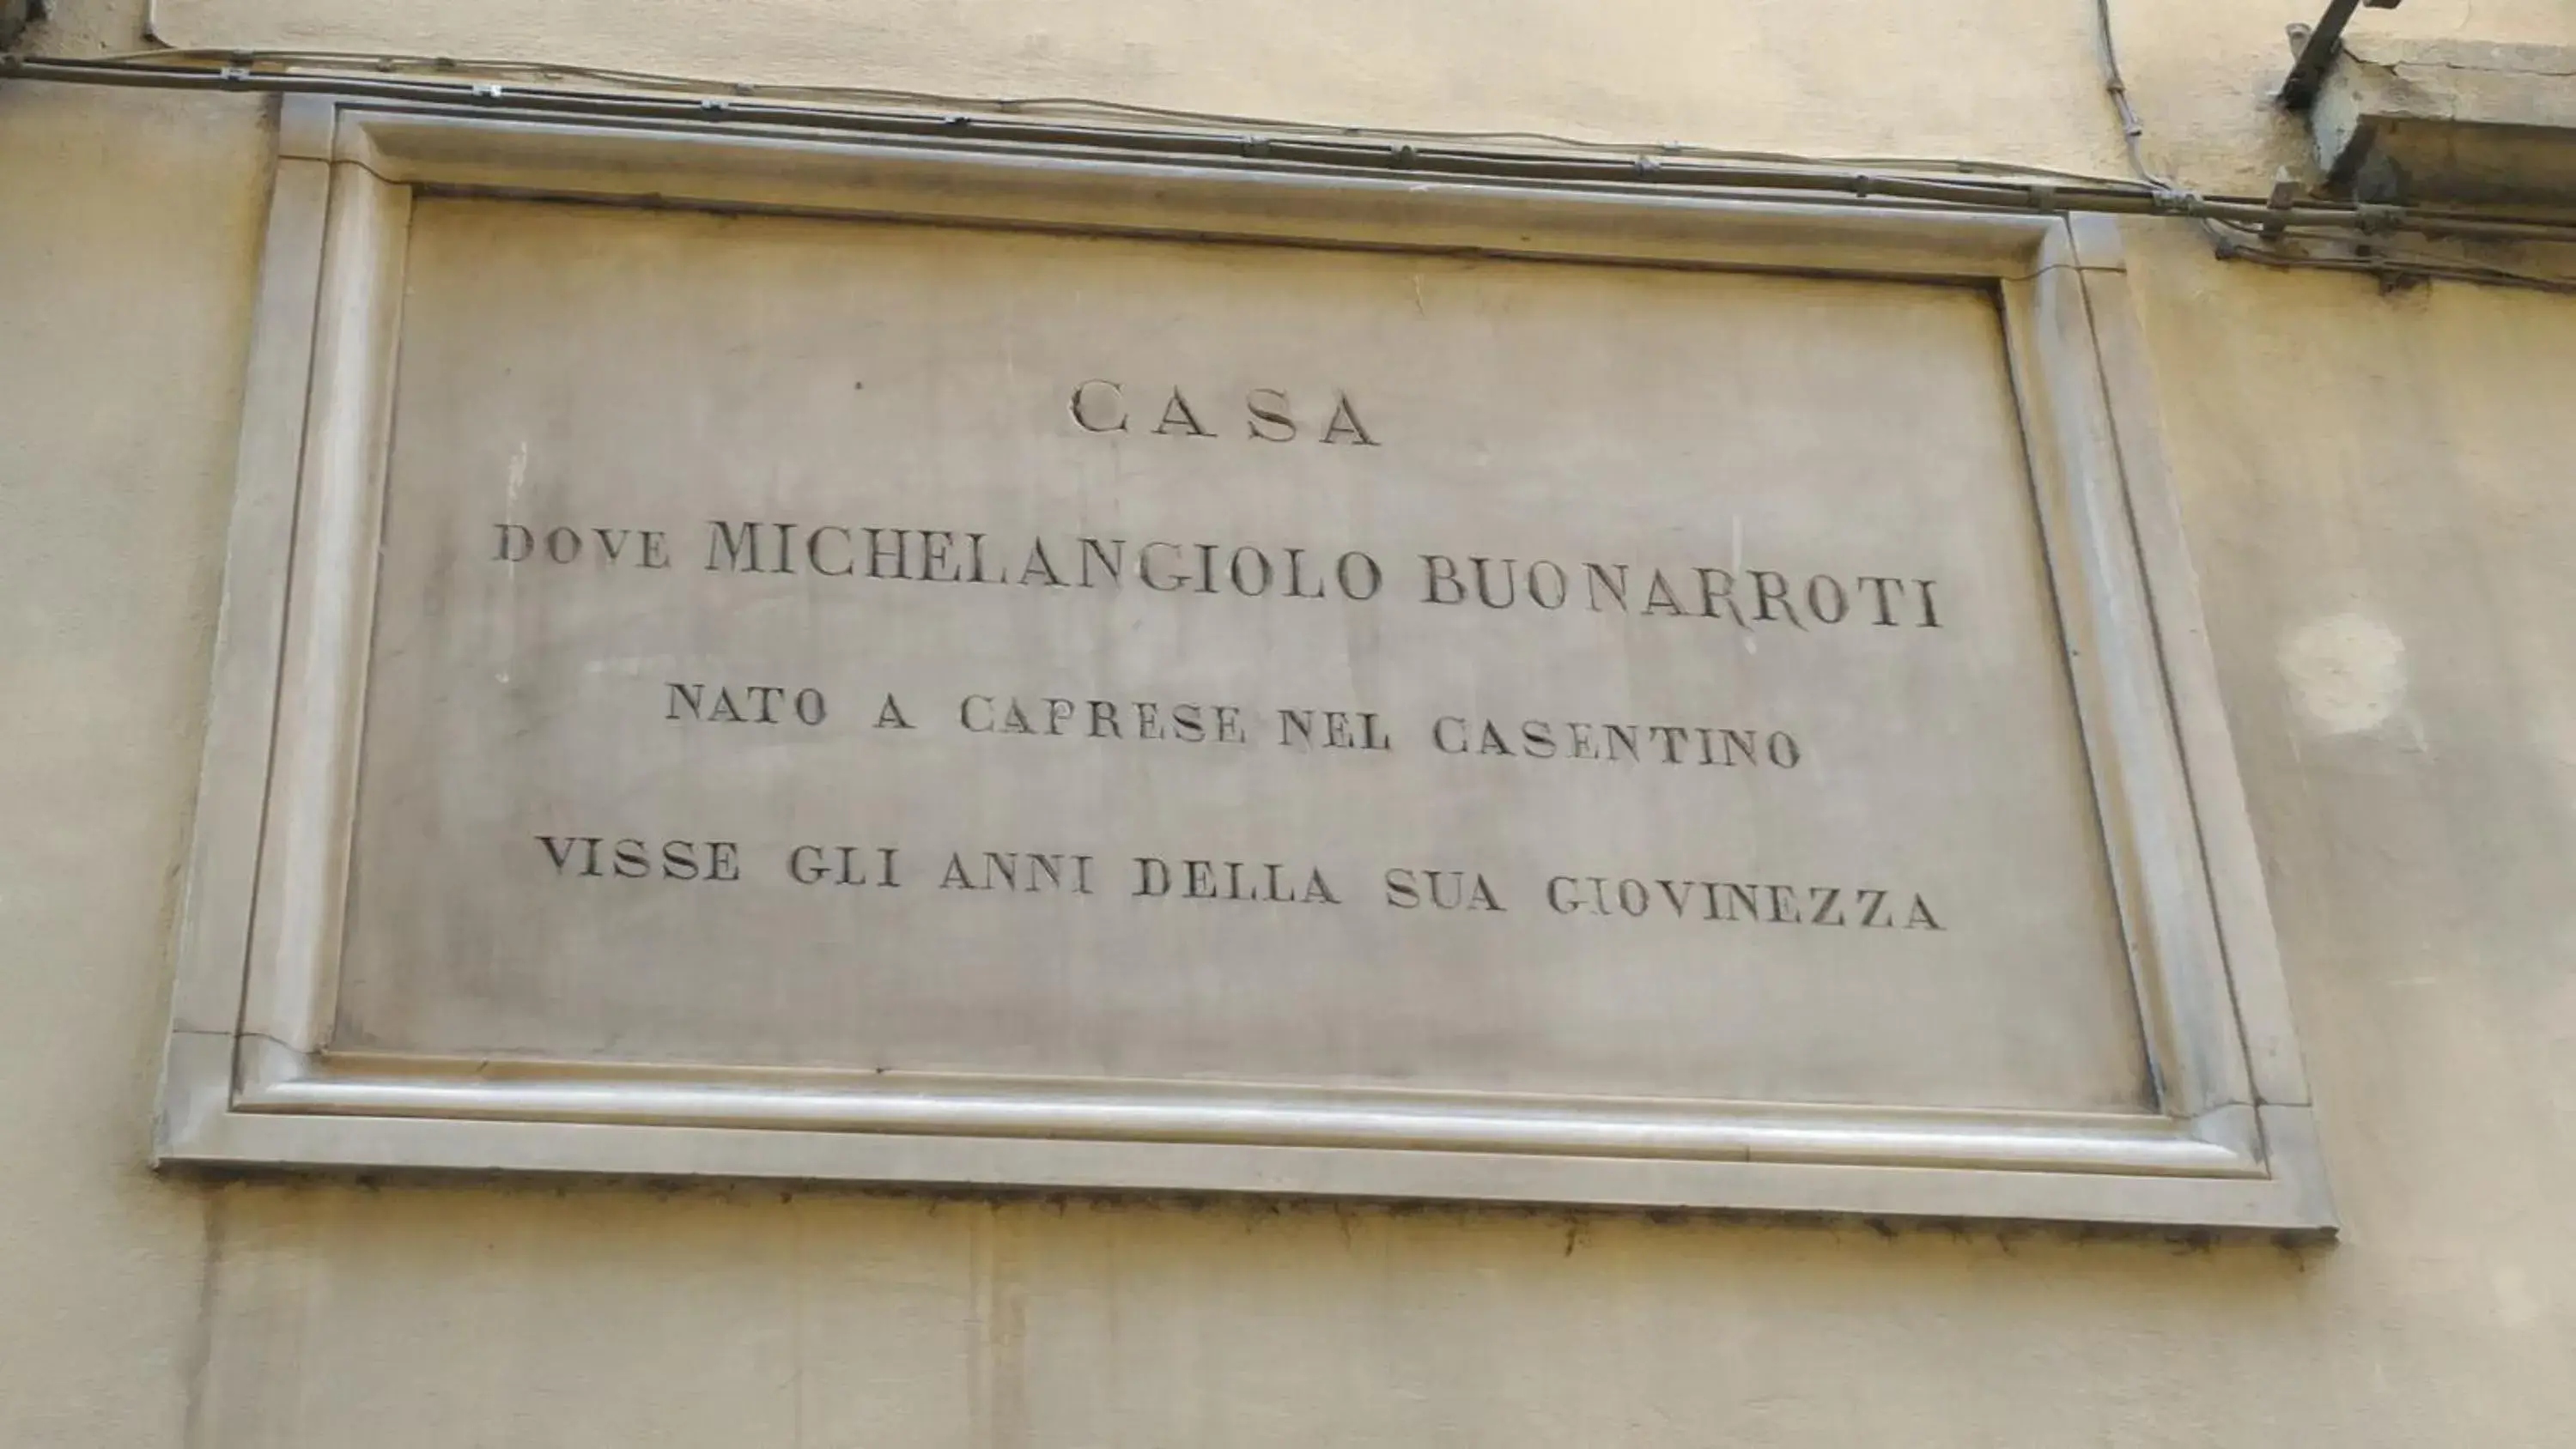 CASA
DOVE MICHELANGIOLO BUONARROTI
NATO A CAPRESE NEL CASENTINO
VISSE GLI ANNI DELLA SUA GIOVINEZZA